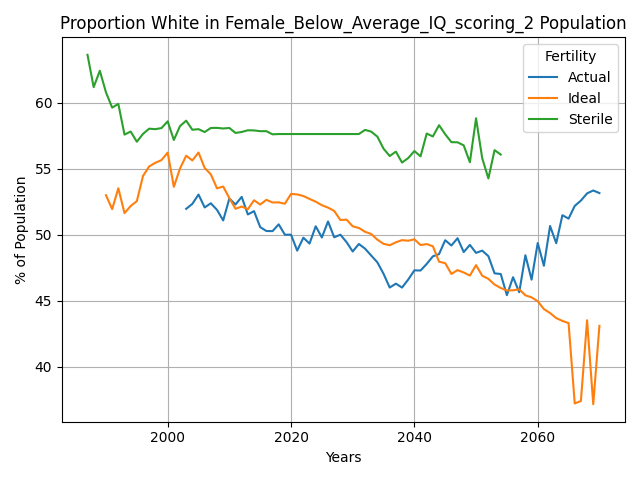 Proportion White in Female_Below_Average_IQ_scoring_2 Population
Fertility
Actual
Ideal
Sterile
% of Population
60
55
50
45
40
2000
2020
2040
2060
Years